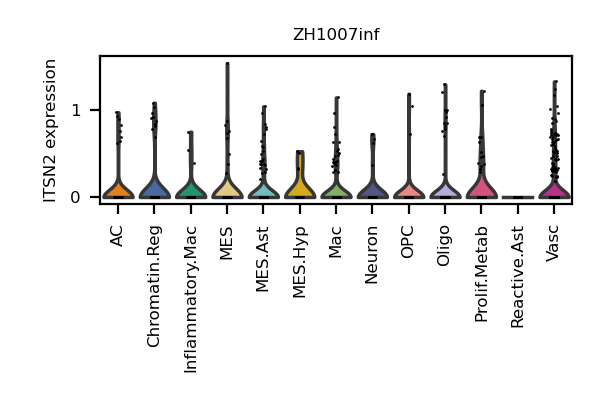 ZH1007inf
ITSN2 expression
1
0
AC
Chromatin.Reg
Inflammatory.Mac
MES
MES.Ast
MES.Hyp
Mac
Neuron
OPC
Oligo
Prolif.Metab
Reactive.Ast
Vasc